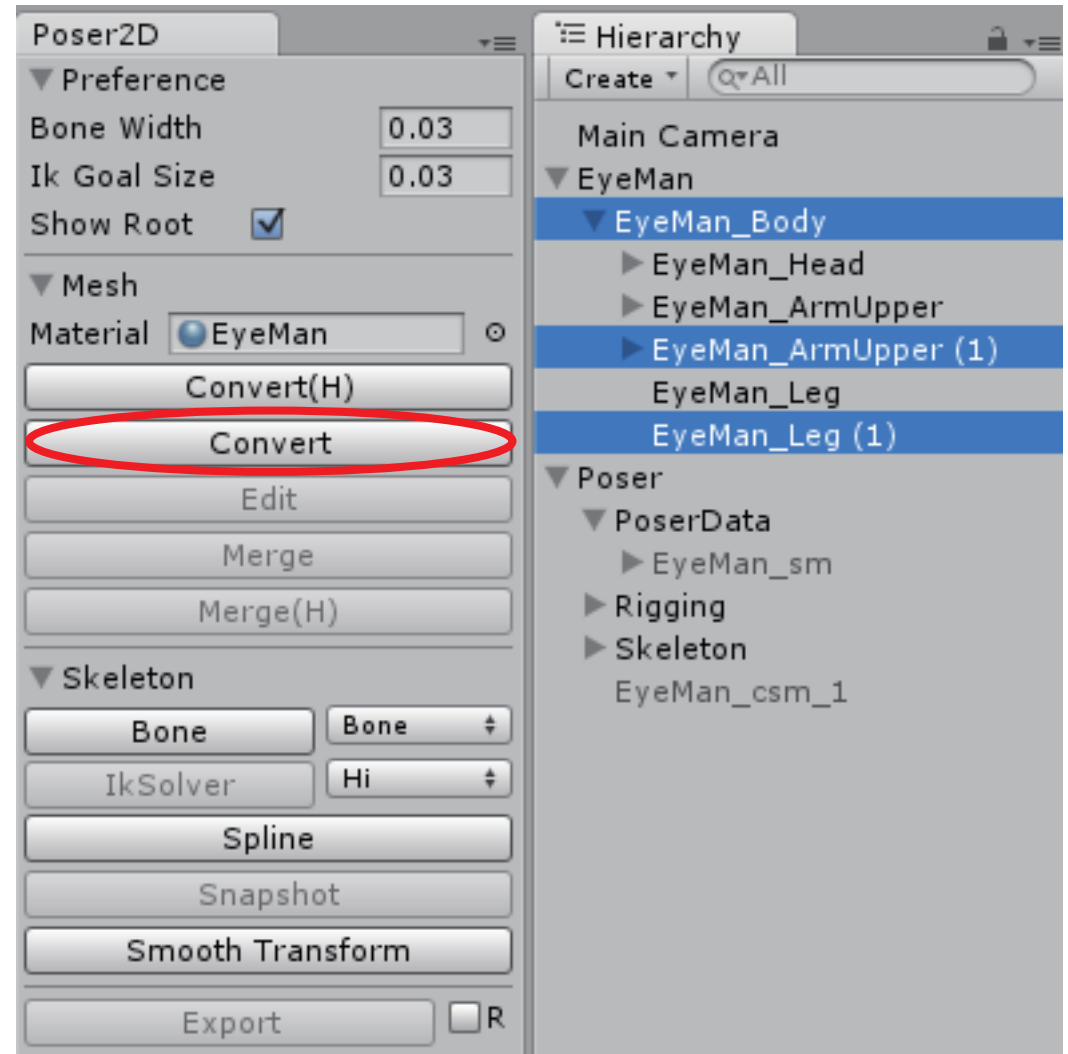 Poser2D
Preference
Bone Width 0.03
Ik Goal Size 0.03
Show Root
Mesh
Material EyeMan
Convert(H)
Convert
Edit
Merge
Merge(H)
Skeleton
Bone Bone
IkSolver Hi
Spline
Snapshot
Smooth Transform
Export R
Hierarchy
Create All
Main Camera
EyeMan
EyeMan_Body
EyeMan_Head
EyeMan_ArmUpper
EyeMan_ArmUpper (1)
EyeMan_Leg
EyeMan_Leg (1)
Poser
PoserData
EyeMan_sm
Rigging
Skeleton
EyeMan_csm_1